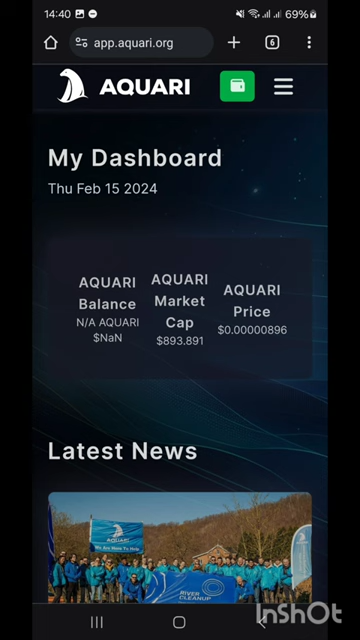 14:40
69%
app.aquari.org
6
AQUARI
My Dashboard
Thu Feb 15 2024
AQUARI
Balance
N/A AQUARI
$NaN
AQUARI
Market
Cap
$893.891
AQUARI
Price
$0.00000896
Latest News
AQUARI
We Are Here To Help
RIVER
CLEANUP
InShOt